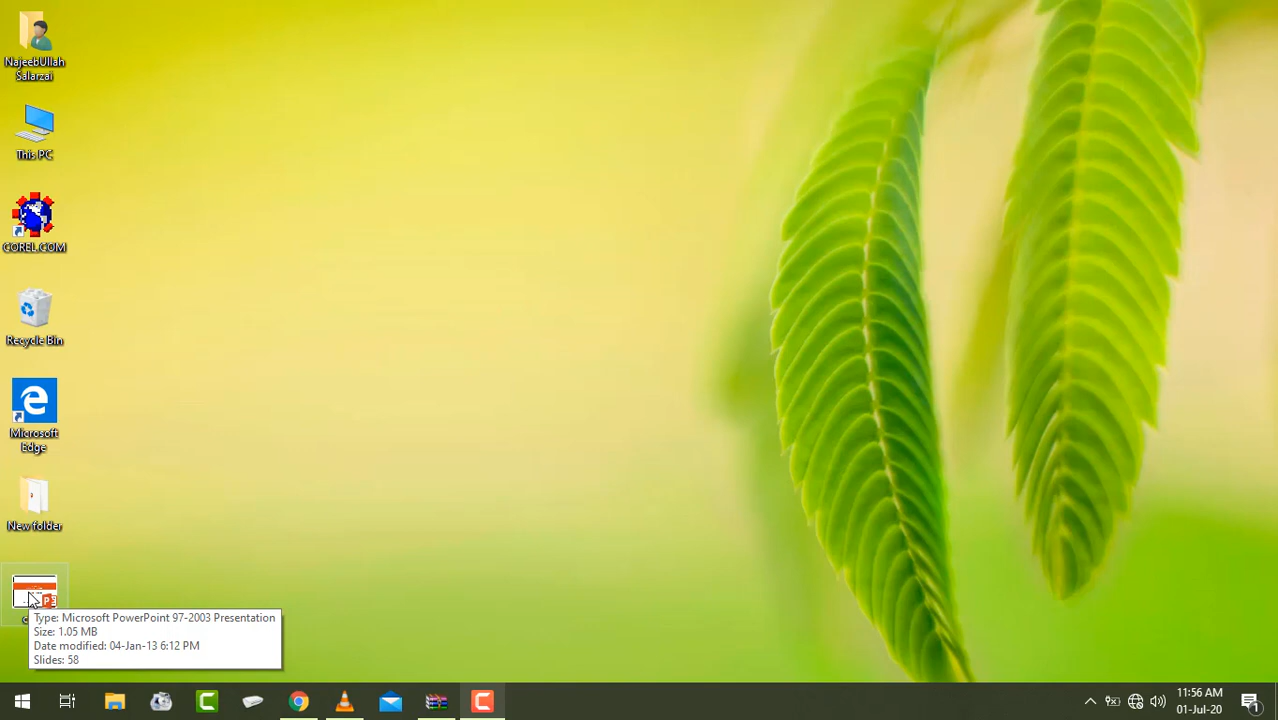 NajeebUllah
Salarzai
This PC
COREL.COM
Recycle Bin
Microsoft
Edge
New folder
Type: Microsoft PowerPoint 97-2003 Presentation
Size: 1.05 MB
Date modified: 04-Jan-13 6:12 PM
Slides: 58
11:56 AM
01-Jul-20